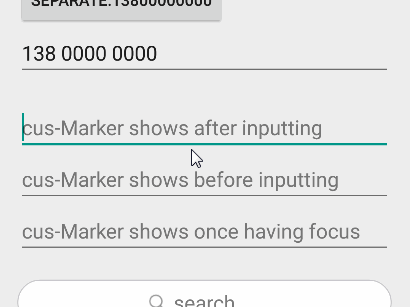 SEPARATE:13800000000
138 0000 0000
cus-Marker shows after inputting
cus-Marker shows before inputting
cus-Marker shows once having focus
search